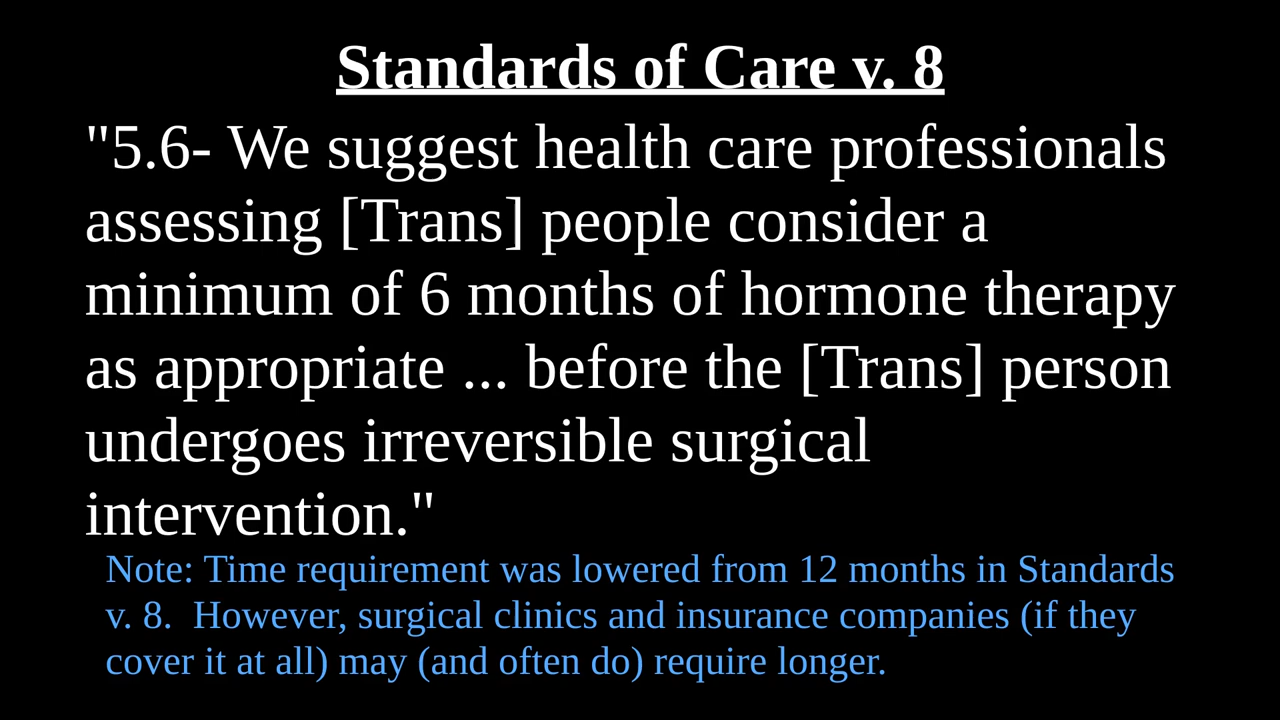 Standards of Care v. 8
"5.6- We suggest health care professionals
assessing [Trans] people consider a
minimum of 6 months of hormone therapy
as appropriate ... before the [Trans] person
undergoes irreversible surgical
intervention."
Note: Time requirement was lowered from 12 months in Standards
v. 8.  However, surgical clinics and insurance companies (if they
cover it at all) may (and often do) require longer.